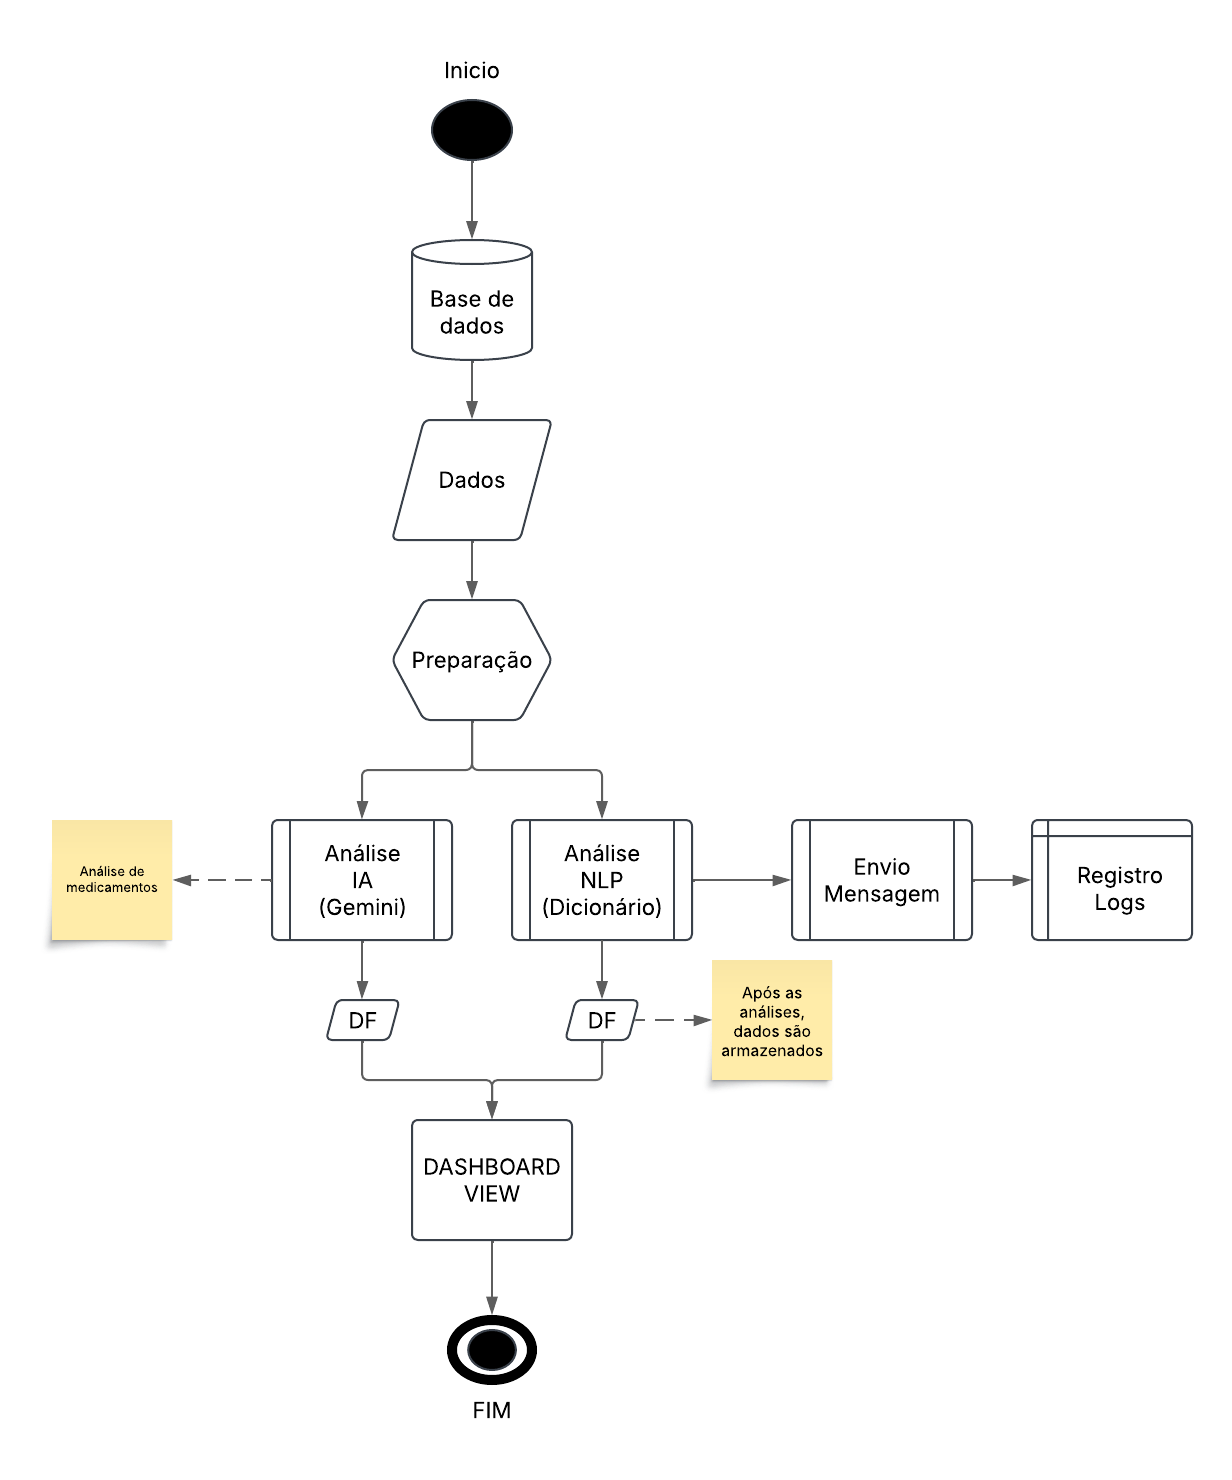 Inicio
Base de
dados
Dados
Preparação
Análise de
medicamentos
Análise
IA
(Gemini)
Análise
NLP
(Dicionário)
Envio
Mensagem
Registro
Logs
DF
DF
Após as
análises,
dados são
armazenados
DASHBOARD
VIEW
FIM